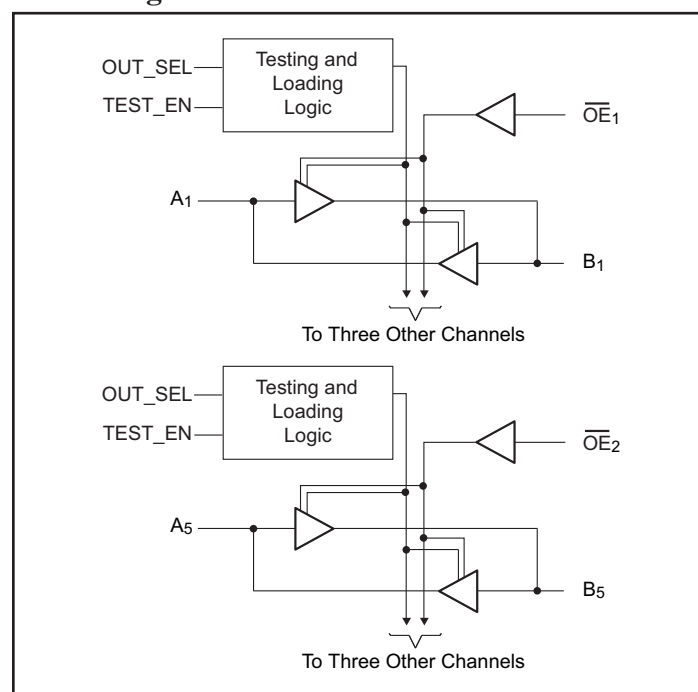 OUT_SEL
TEST_EN
Testing and
Loading
Logic
OE1
A1
B1
To Three Other Channels
OUT_SEL
TEST_EN
Testing and
Loading
Logic
OE2
A5
B5
To Three Other Channels